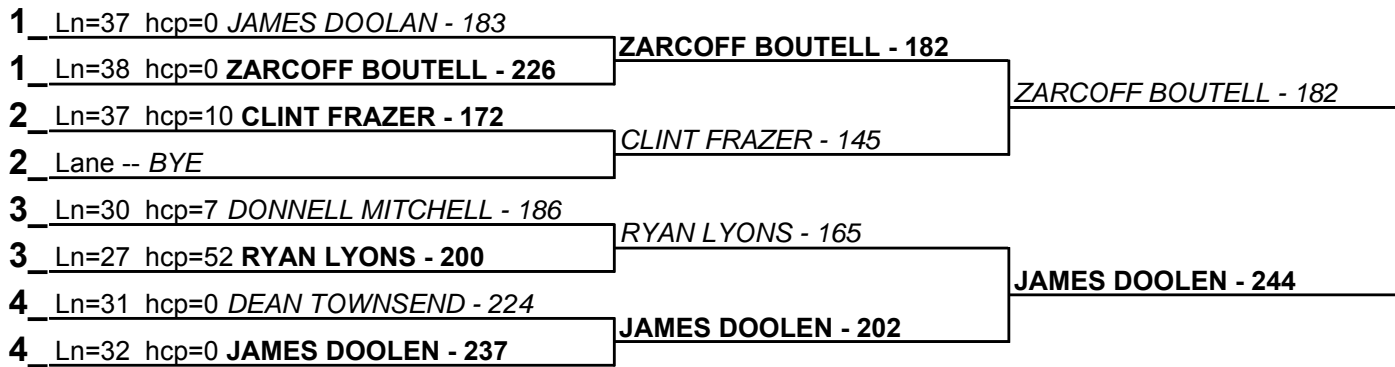 1_ Ln=37 hcp=0 JAMES DOOLAN - 183
ZARCOFF BOUTELL - 182
1_ Ln=38 hcp=0 ZARCOFF BOUTELL - 226
ZARCOFF BOUTELL - 182
2_ Ln=37 hcp=10 CLINT FRAZER - 172
CLINT FRAZER - 145
2_ Lane -- BYE
3_ Ln=30 hcp=7 DONNELL MITCHELL - 186
RYAN LYONS - 165
3_ Ln=27 hcp=52 RYAN LYONS - 200
JAMES DOOLEN - 244
4_ Ln=31 hcp=0 DEAN TOWNSEND - 224
JAMES DOOLEN - 202
4_ Ln=32 hcp=0 JAMES DOOLEN - 237